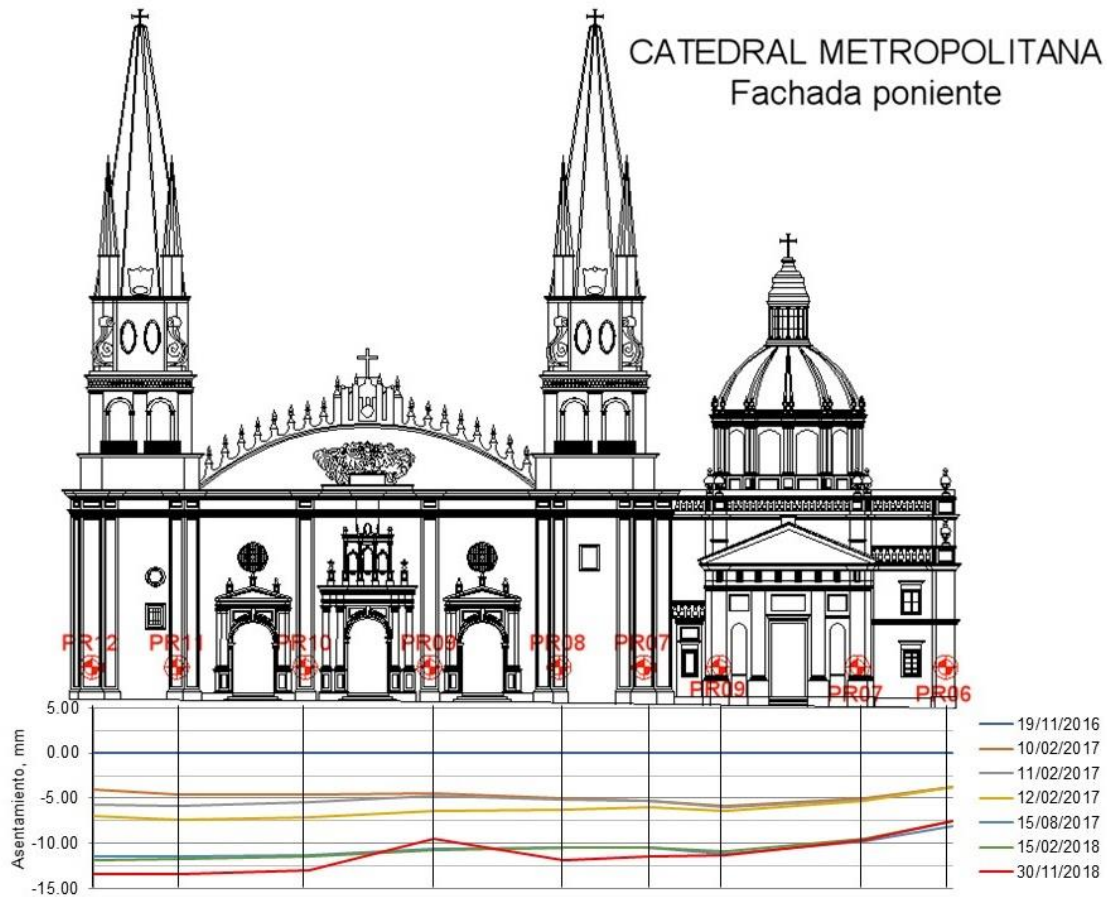 CATEDRAL METROPOLITANA
Fachada poniente
PR12
PR11
PR10
PR09
PR08
PR07
PR09
PR07
PR06
5.00
0.00
-5.00
-10.00
-15.00
Asentamiento, mm
19/11/2016
10/02/2017
11/02/2017
12/02/2017
15/08/2017
15/02/2018
30/11/2018